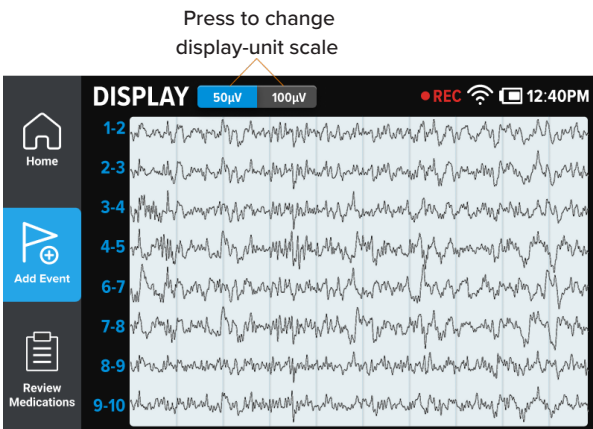 Press to change
display-unit scale
DISPLAY 50µV 100µV REC 12:40PM
Home
Add Event
Review
Medications
1-2
2-3
3-4
4-5
6-7
7-8
8-9
9-10